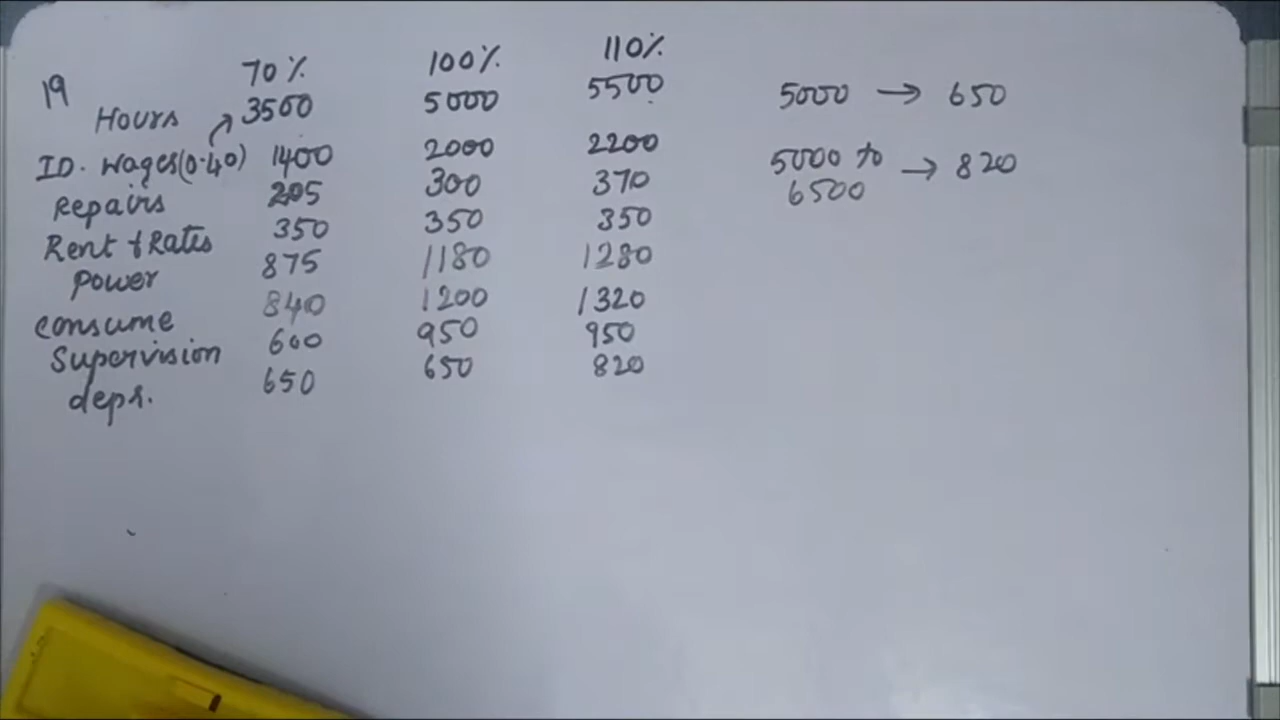 19 70% 100% 110%
Hours 3500 5000 5500 5000 → 650
ID. wages(0.40) 1400 2000 2200 5000 to 6500 → 820
Repairs 205 300 370
Rent & Rates 350 350 350
Power 875 1180 1280
consume 840 1200 1320
Supervision 600 950 950
depr. 650 650 820